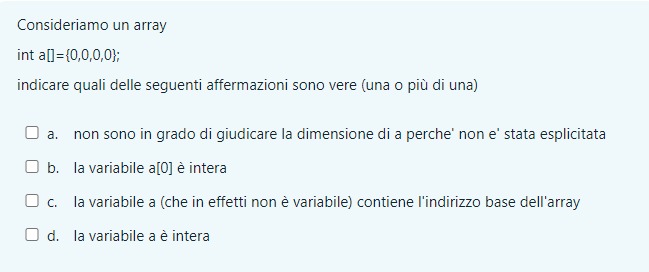 Consideriamo un array
int a[]={0,0,0,0};
indicare quali delle seguenti affermazioni sono vere (una o più di una)
a. non sono in grado di giudicare la dimensione di a perche' non e' stata esplicitata
b. la variabile a[0] è intera
c. la variabile a (che in effetti non è variabile) contiene l'indirizzo base dell'array
d. la variabile a è intera